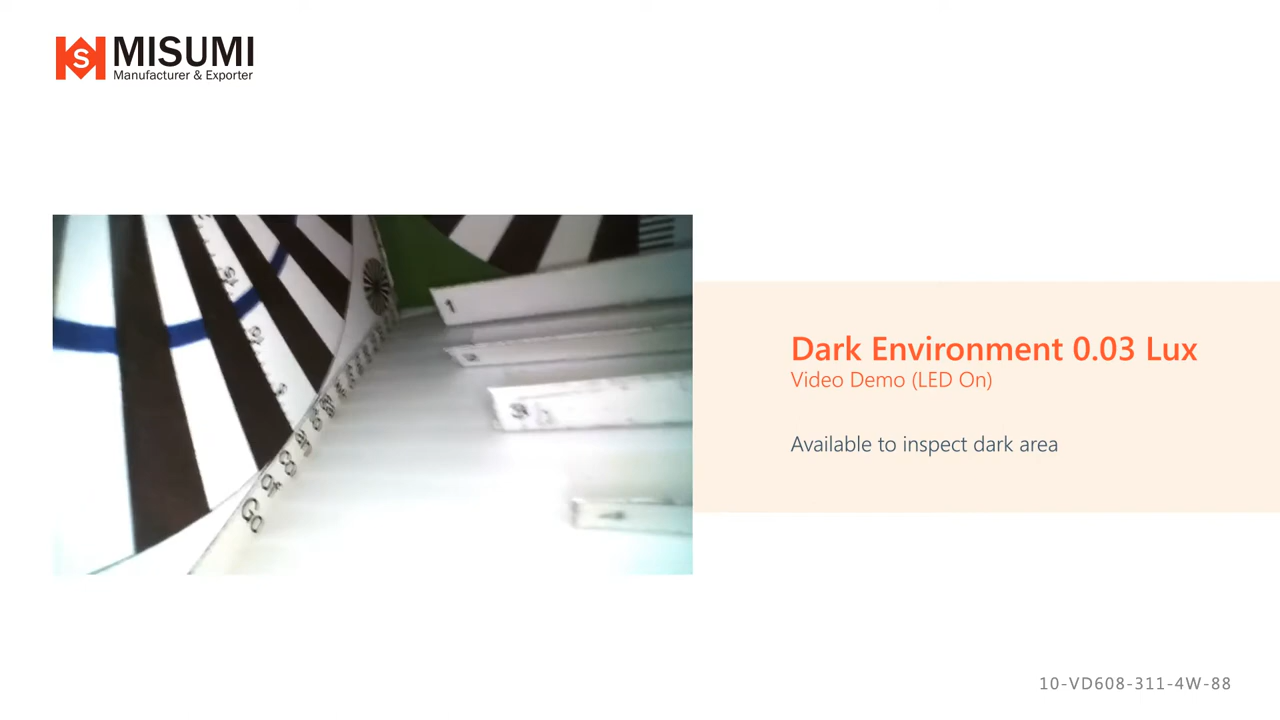 MISUMI
Manufacturer & Exporter
Dark Environment 0.03 Lux
Video Demo (LED On)
Available to inspect dark area
10-VD608-311-4W-88